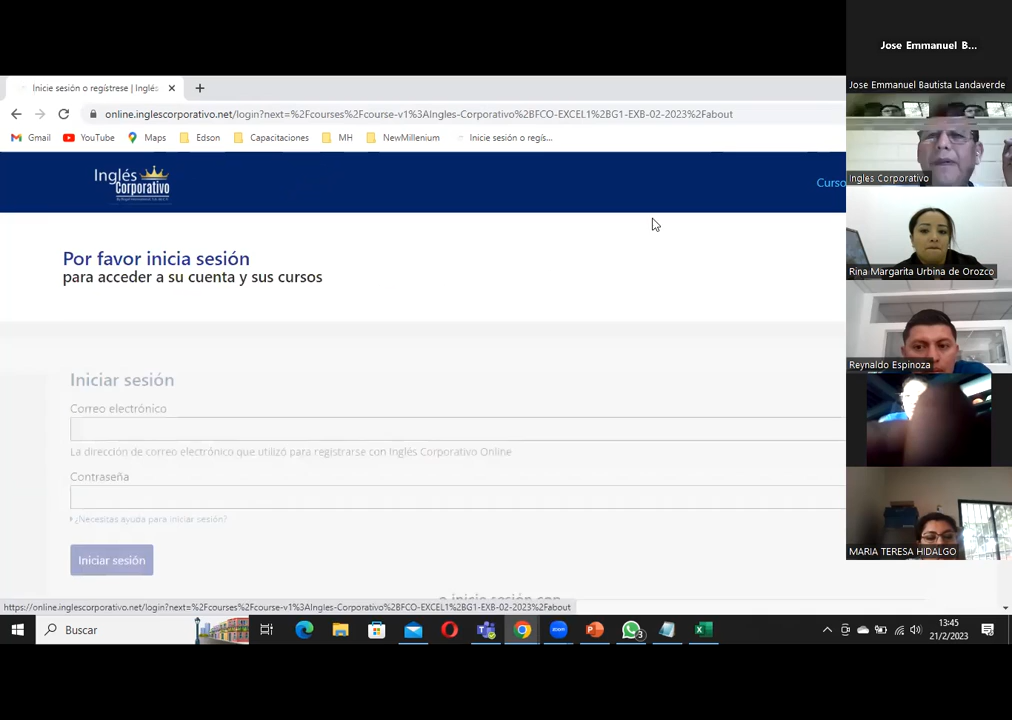 Jose Emmanuel B...
Jose Emmanuel Bautista Landaverde
Inicie sesión o regístrese | Inglés
online.inglescorporativo.net/login?next=%2Fcourses%2Fcourse-v1%3AIngles-Corporativo%2BFCO-EXCEL1%2BG1-EXB-02-2023%2Fabout
Gmail YouTube Maps Edson Capacitaciones MH NewMillenium Inicie sesión o regís...
Inglés
Corporativo
Curso
Ingles Corporativo
Por favor inicia sesión
para acceder a su cuenta y sus cursos
Rina Margarita Urbina de Orozco
Reynaldo Espinoza
Iniciar sesión
Correo electrónico
La dirección de correo electrónico que utilizó para registrarse con Inglés Corporativo Online
Contraseña
¿Necesitas ayuda para iniciar sesión?
Iniciar sesión
MARIA TERESA HIDALGO
o inicie sesión con
https://online.inglescorporativo.net/login?next=%2Fcourses%2Fcourse-v1%3AIngles-Corporativo%2BFCO-EXCEL1%2BG1-EXB-02-2023%2Fabout
Buscar
zoom
3
13:45
21/2/2023